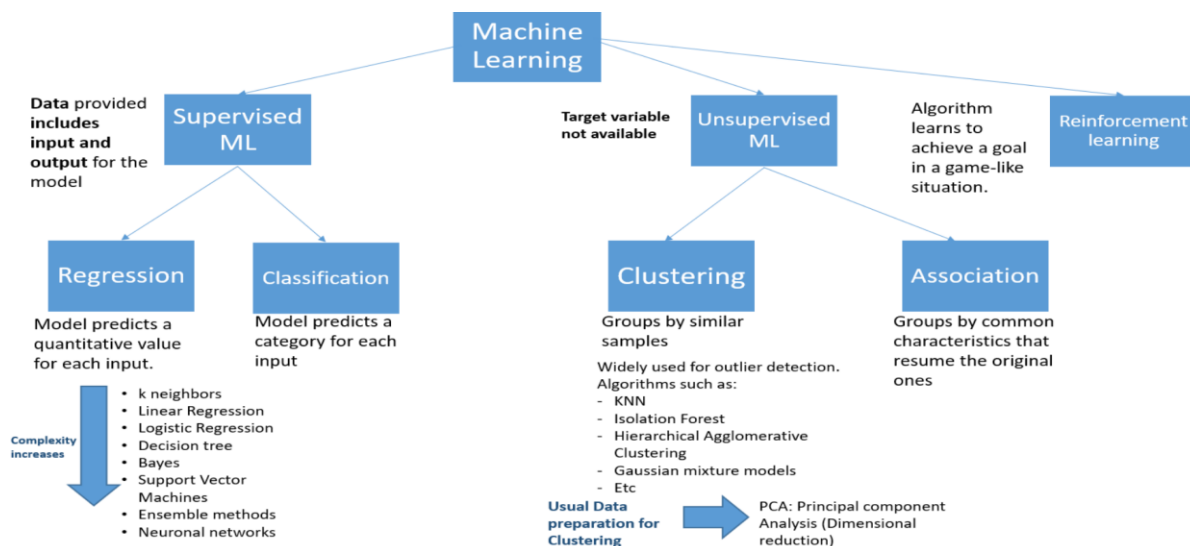 Machine
Learning
Data provided
includes
input and
output for the
model
Supervised
ML
Target variable
not available
Unsupervised
ML
Algorithm
learns to
achieve a goal
in a game-like
situation.
Reinforcement
learning
Regression
Model predicts a
quantitative value
for each input.
Classification
Model predicts a
category for each
input
Complexity
increases
• k neighbors
• Linear Regression
• Logistic Regression
• Decision tree
• Bayes
• Support Vector
Machines
• Ensemble methods
• Neuronal networks
Clustering
Groups by similar
samples
Widely used for outlier detection.
Algorithms such as:
- KNN
- Isolation Forest
- Hierarchical Agglomerative
Clustering
- Gaussian mixture models
- Etc
Association
Groups by common
characteristics that
resume the original
ones
Usual Data
preparation for
Clustering
PCA: Principal component
Analysis (Dimensional
reduction)